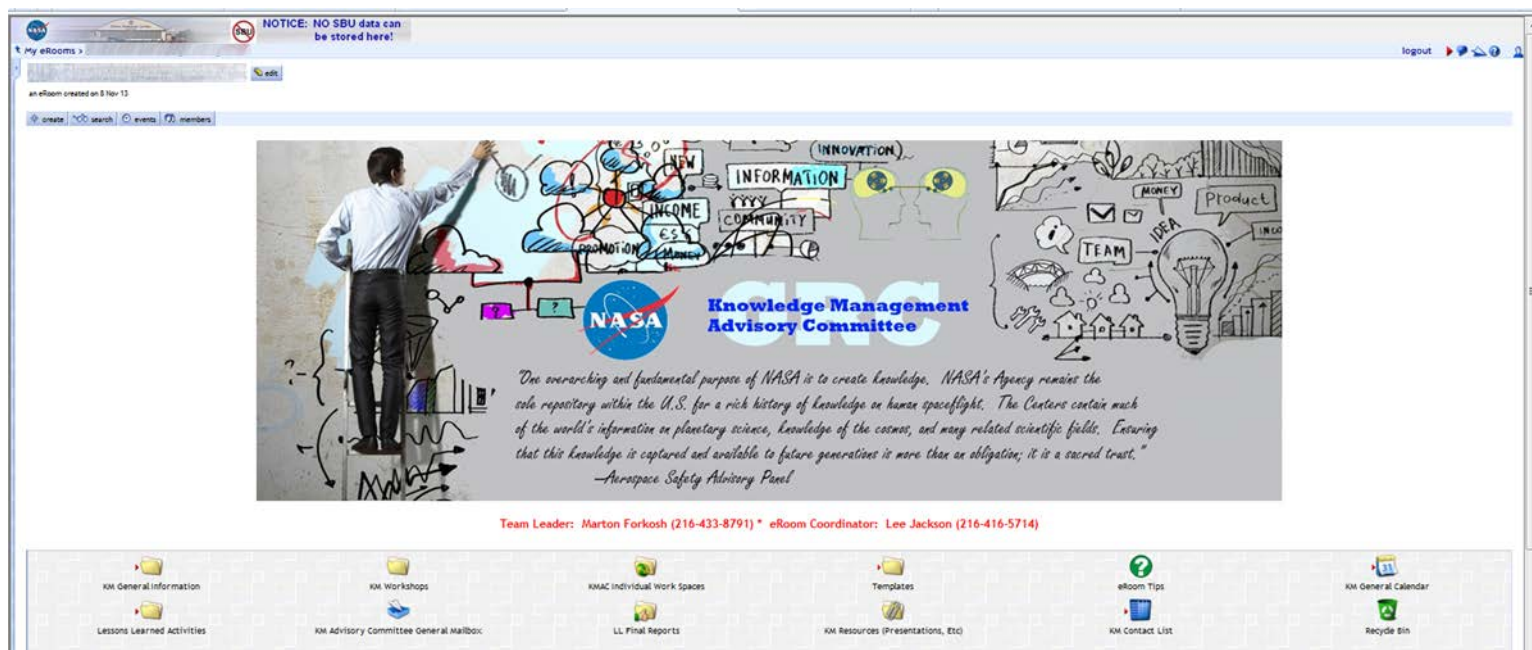 NASA
SBU
NOTICE: NO SBU data can
be stored here!
My eRooms >
logout
edit
an eRoom created on 8 Nov 13
create search events members
INNOVATION
NEW
INFORMATION
INCOME
COMMUNITY
€$
PROMOTION
MONEY
MONEY
Product
IDEA
TEAM
INCO
? ?
NASA
GRC
Knowledge Management
Advisory Committee
"One overarching and fundamental purpose of NASA is to create knowledge. NASA's Agency remains the
sole repository within the U.S. for a rich history of knowledge on human spaceflight. The Centers contain much
of the world's information on planetary science, knowledge of the cosmos, and many related scientific fields. Ensuring
that this knowledge is captured and available to future generations is more than an obligation; it is a sacred trust."
—Aerospace Safety Advisory Panel
Team Leader: Marton Forkosh (216-433-8791) * eRoom Coordinator: Lee Jackson (216-416-5714)
KM General Information
KM Workshops
KMAC Individual Work Spaces
Templates
eRoom Tips
31
KM General Calendar
Lessons Learned Activities
KM Advisory Committee General Mailbox
LL Final Reports
KM Resources (Presentations, Etc)
KM Contact List
Recycle Bin